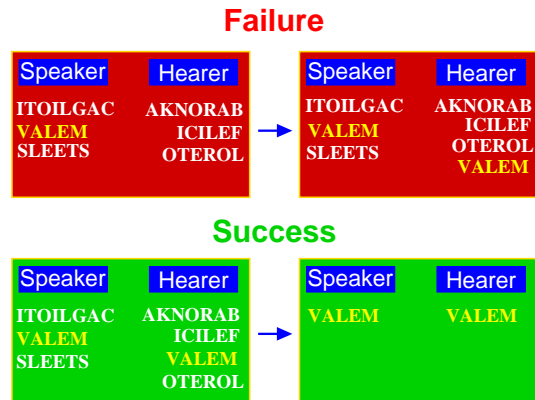 Failure
Speaker Hearer
ITOILGAC AKNORAB
VALEM ICILEF
SLEETS OTEROL
Speaker Hearer
ITOILGAC AKNORAB
VALEM ICILEF
SLEETS OTEROL
VALEM
Success
Speaker Hearer
ITOILGAC AKNORAB
VALEM ICILEF
SLEETS VALEM
OTEROL
Speaker Hearer
VALEM VALEM